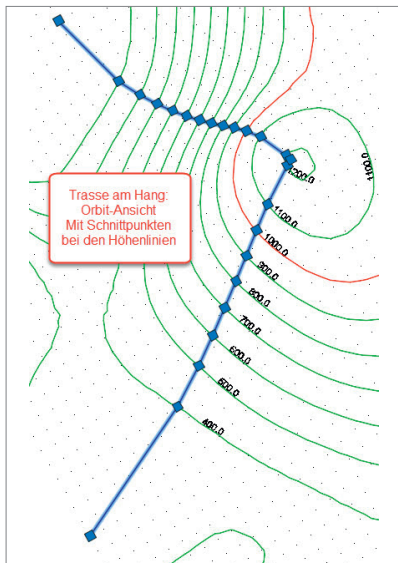 1100.0
1200.0
Trasse am Hang:
Orbit-Ansicht
Mit Schnittpunkten
bei den Höhenlinien
1100.0
1000.0
900.0
800.0
700.0
600.0
500.0
400.0